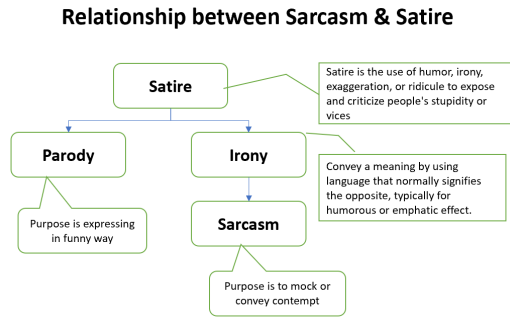 Relationship between Sarcasm & Satire
Satire
Satire is the use of humor, irony,
exaggeration, or ridicule to expose
and criticize people's stupidity or
vices
Parody
Irony
Convey a meaning by using
language that normally signifies
the opposite, typically for
humorous or emphatic effect.
Purpose is expressing
in funny way
Sarcasm
Purpose is to mock or
convey contempt